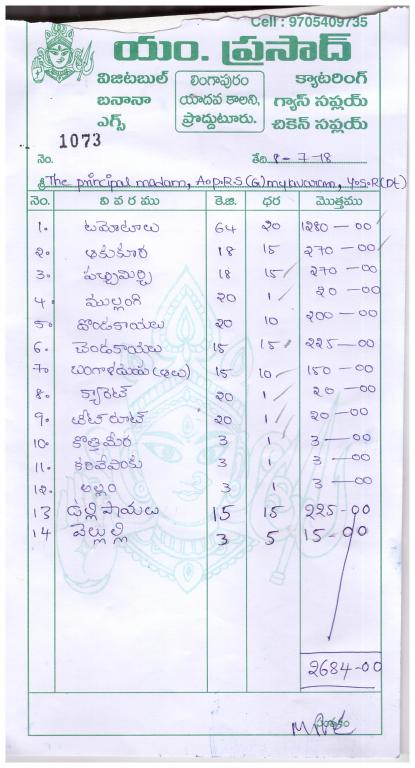 Cell : 9705409735
యం. ప్రసాద్
విజిటబుల్ లింగాపురం క్యాటరింగ్
బనానా యాదవ కాలని, గ్యాస్ సప్లయ్
ఎగ్స్ ప్రొద్దుటూరు. చికెన్ సప్లయ్
1073
నెం. తేది. 8-7-18
శ్రీ The principal madam, A.P.R.S (G) mylavaram, Y.S.R (Dt)
నెం. వివరము కె.జి. ధర మొత్తము
1. టమోటాలు 64 20 1280-00
2. ఆకుకూర 18 15 270-00
3. పచ్చిమిర్చి 18 15 270-00
4. ముల్లంగి 20 1 20-00
5. దొండకాయలు 20 10 200-00
6. బెండకాయలు 15 15 225-00
7. (ఆలు) 15 10 150-00
8. క్యారెట్ 20 1 20-00
9. బీట్ రూట్ 20 1 20-00
10. కొత్తిమీర 3 1 3-00
11. కరివేపాకు 3 1 3-00
12. అల్లం 3 1 3-00
13 ఉల్లిపాయలు 15 15 225-00
14 వెల్లుల్లి 3 5 15-00
2684-00
సంతకం